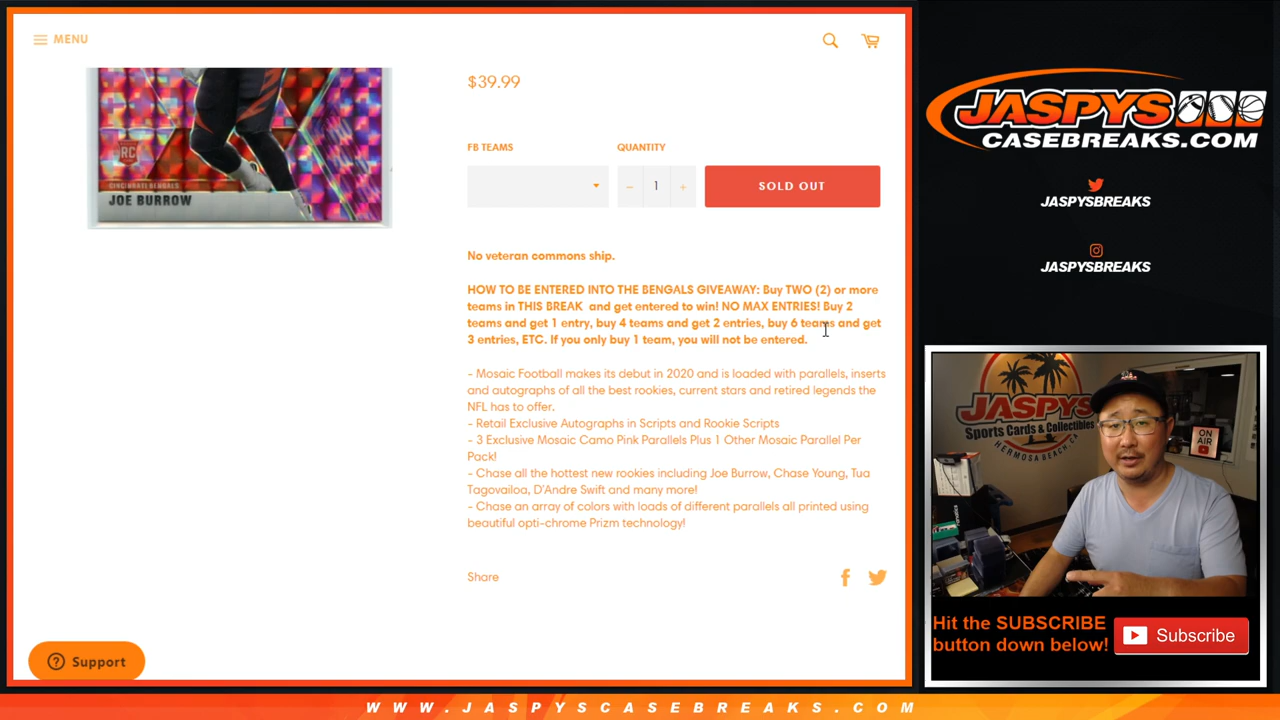 MENU
$39.99
FB TEAMS
QUANTITY
− 1 +
SOLD OUT
RC
CINCINNATI BENGALS
JOE BURROW
No veteran commons ship.
HOW TO BE ENTERED INTO THE BENGALS GIVEAWAY: Buy TWO (2) or more
teams in THIS BREAK and get entered to win! NO MAX ENTRIES! Buy 2
teams and get 1 entry, buy 4 teams and get 2 entries, buy 6 teams and get
3 entries, ETC. If you only buy 1 team, you will not be entered.
- Mosaic Football makes its debut in 2020 and is loaded with parallels, inserts
and autographs of all the best rookies, current stars and retired legends the
NFL has to offer.
- Retail Exclusive Autographs in Scripts and Rookie Scripts
- 3 Exclusive Mosaic Camo Pink Parallels Plus 1 Other Mosaic Parallel Per
Pack!
- Chase all the hottest new rookies including Joe Burrow, Chase Young, Tua
Tagovailoa, D'Andre Swift and many more!
- Chase an array of colors with loads of different parallels all printed using
beautiful opti-chrome Prizm technology!
Share
Support
JASPYS
CASEBREAKS.COM
JASPYSBREAKS
JASPYSBREAKS
JASPYS
Sports Cards & Collectibles
HERMOSA BEACH, CA
ON
AIR
Hit the SUBSCRIBE
button down below!
Subscribe
WWW.JASPYSCASEBREAKS.COM